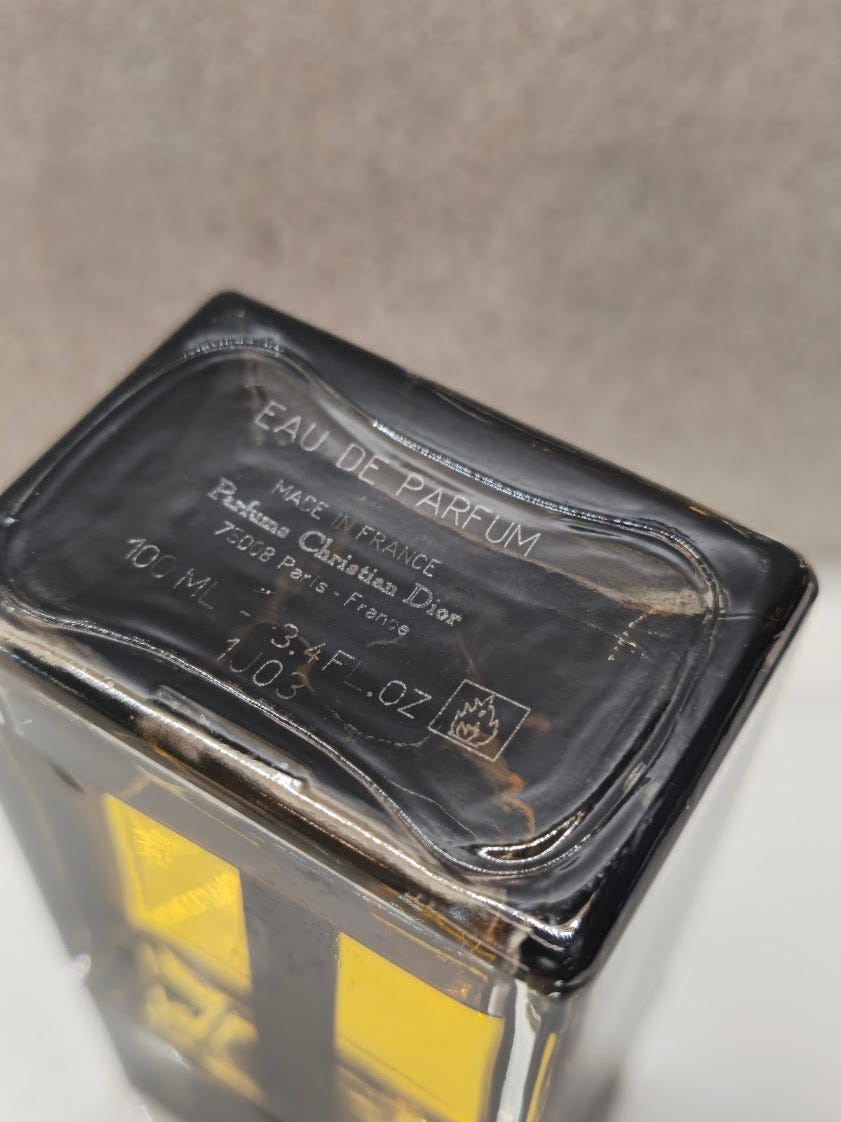 EAU DE PARFUM
MADE IN FRANCE
Parfums Christian Dior
75008 Paris - France
100 ML - 3.4 FL.OZ
1J03